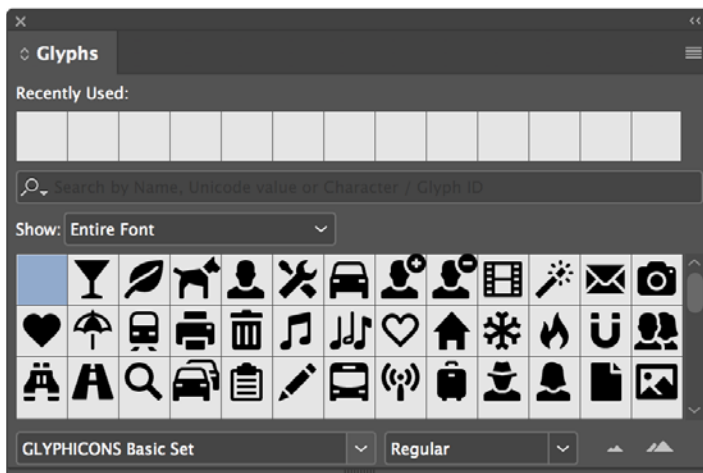 Glyphs
Recently Used:
Search by Name, Unicode value or Character / Glyph ID
Show: Entire Font
GLYPHICONS Basic Set Regular